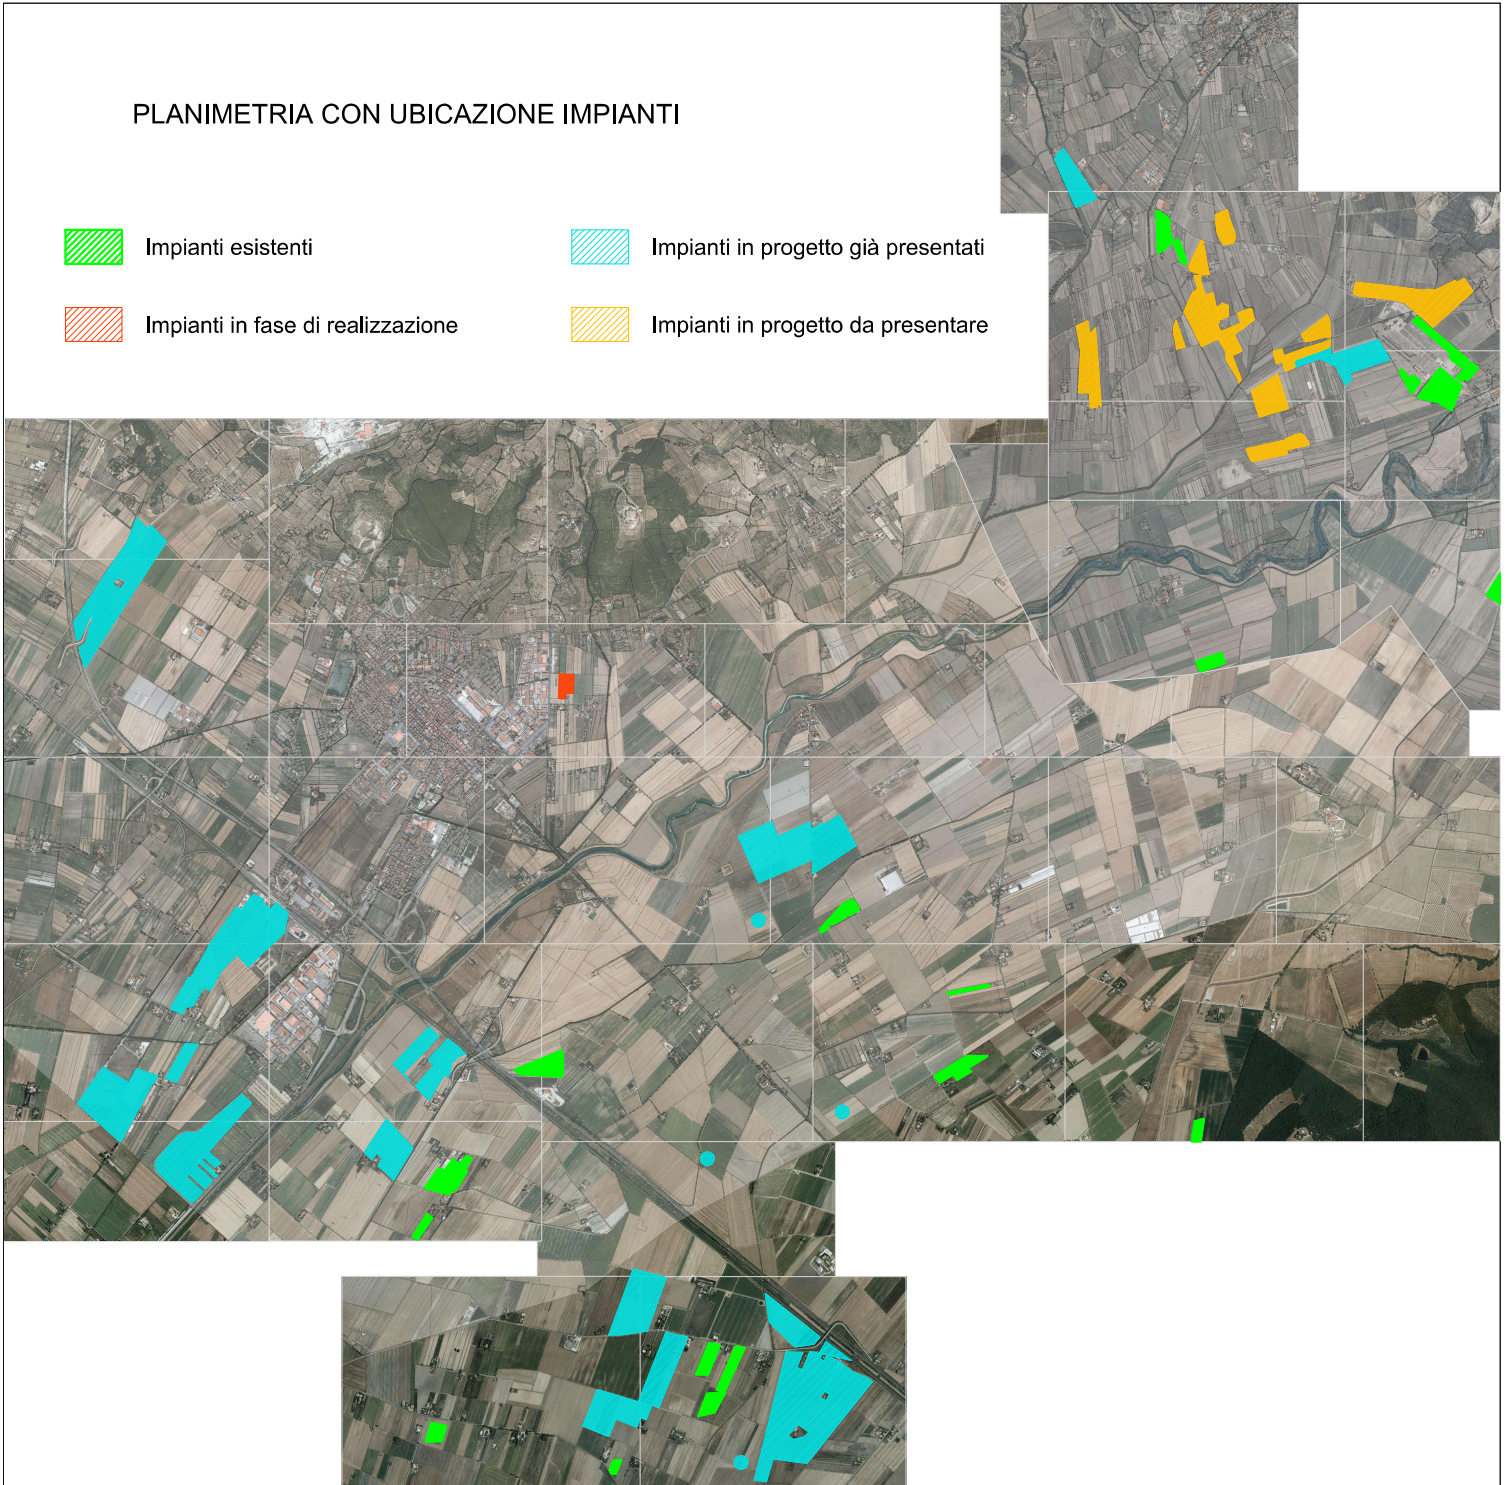 PLANIMETRIA CON UBICAZIONE IMPIANTI
Impianti esistenti
Impianti in progetto già presentati
Impianti in fase di realizzazione
Impianti in progetto da presentare